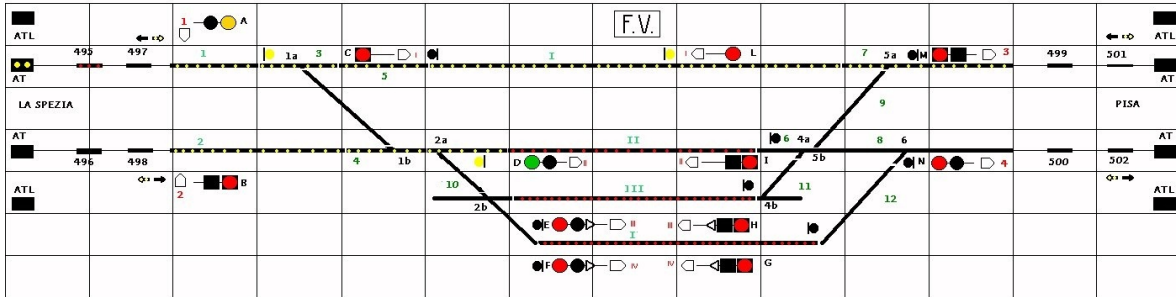 F.V.
1 A
ATL ATL
495 497 1 1a 3 C I I I L 7 5a M 3 499 501
AT 5 AT
9
LA SPEZIA PISA
AT 2 2a II 6 4a 8 6 AT
496 498 4 1b D II II I 5b N 4 500 502
ATL 2 B 10 III 11 ATL
2b 4b 12
E III III H
I
F IV IV G